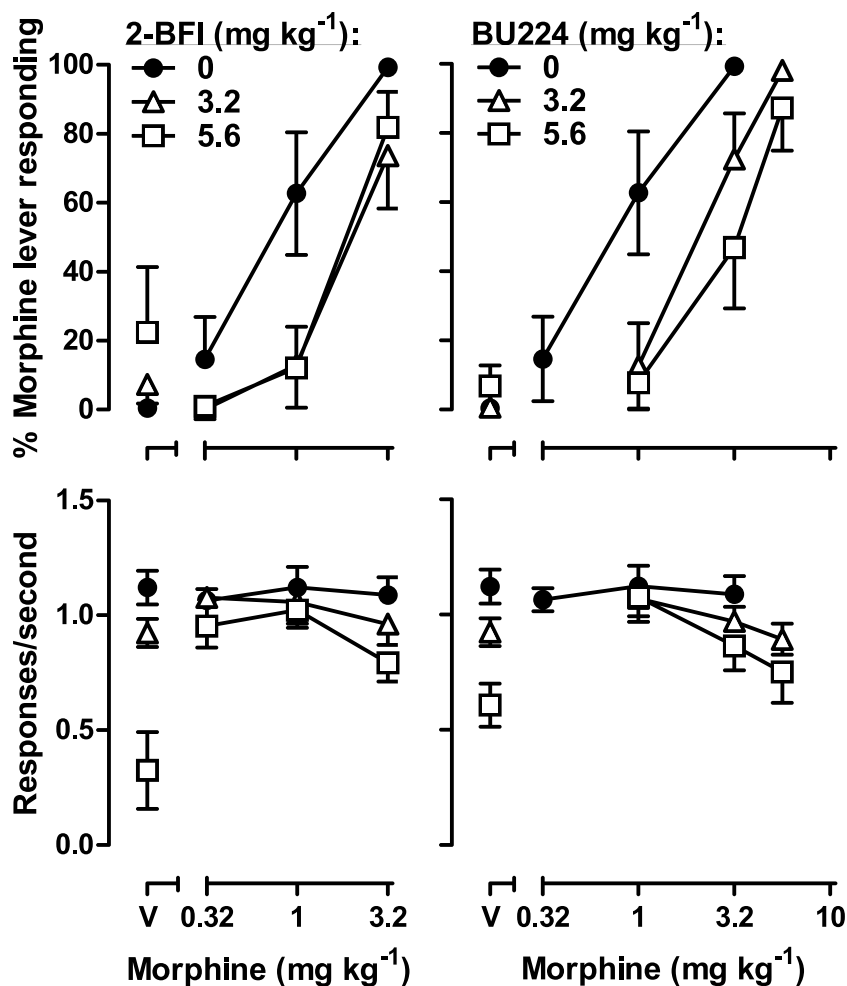 2-BFI (mg kg⁻¹): BU224 (mg kg⁻¹):
0 0
3.2 3.2
5.6 5.6
% Morphine lever responding
100
80
60
40
20
0
Responses/second
1.5
1.0
0.5
0.0
V 0.32 1 3.2 V 0.32 1 3.2 10
Morphine (mg kg⁻¹) Morphine (mg kg⁻¹)